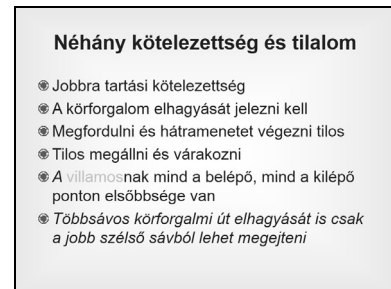 Néhány kötelezettség és tilalom
Jobbra tartási kötelezettség
A körforgalom elhagyását jelezni kell
Megfordulni és hátramenetet végezni tilos
Tilos megállni és várakozni
A villamosnak mind a belépő, mind a kilépő
ponton elsőbbsége van
Többsávos körforgalmi út elhagyását is csak
a jobb szélső sávból lehet megejteni